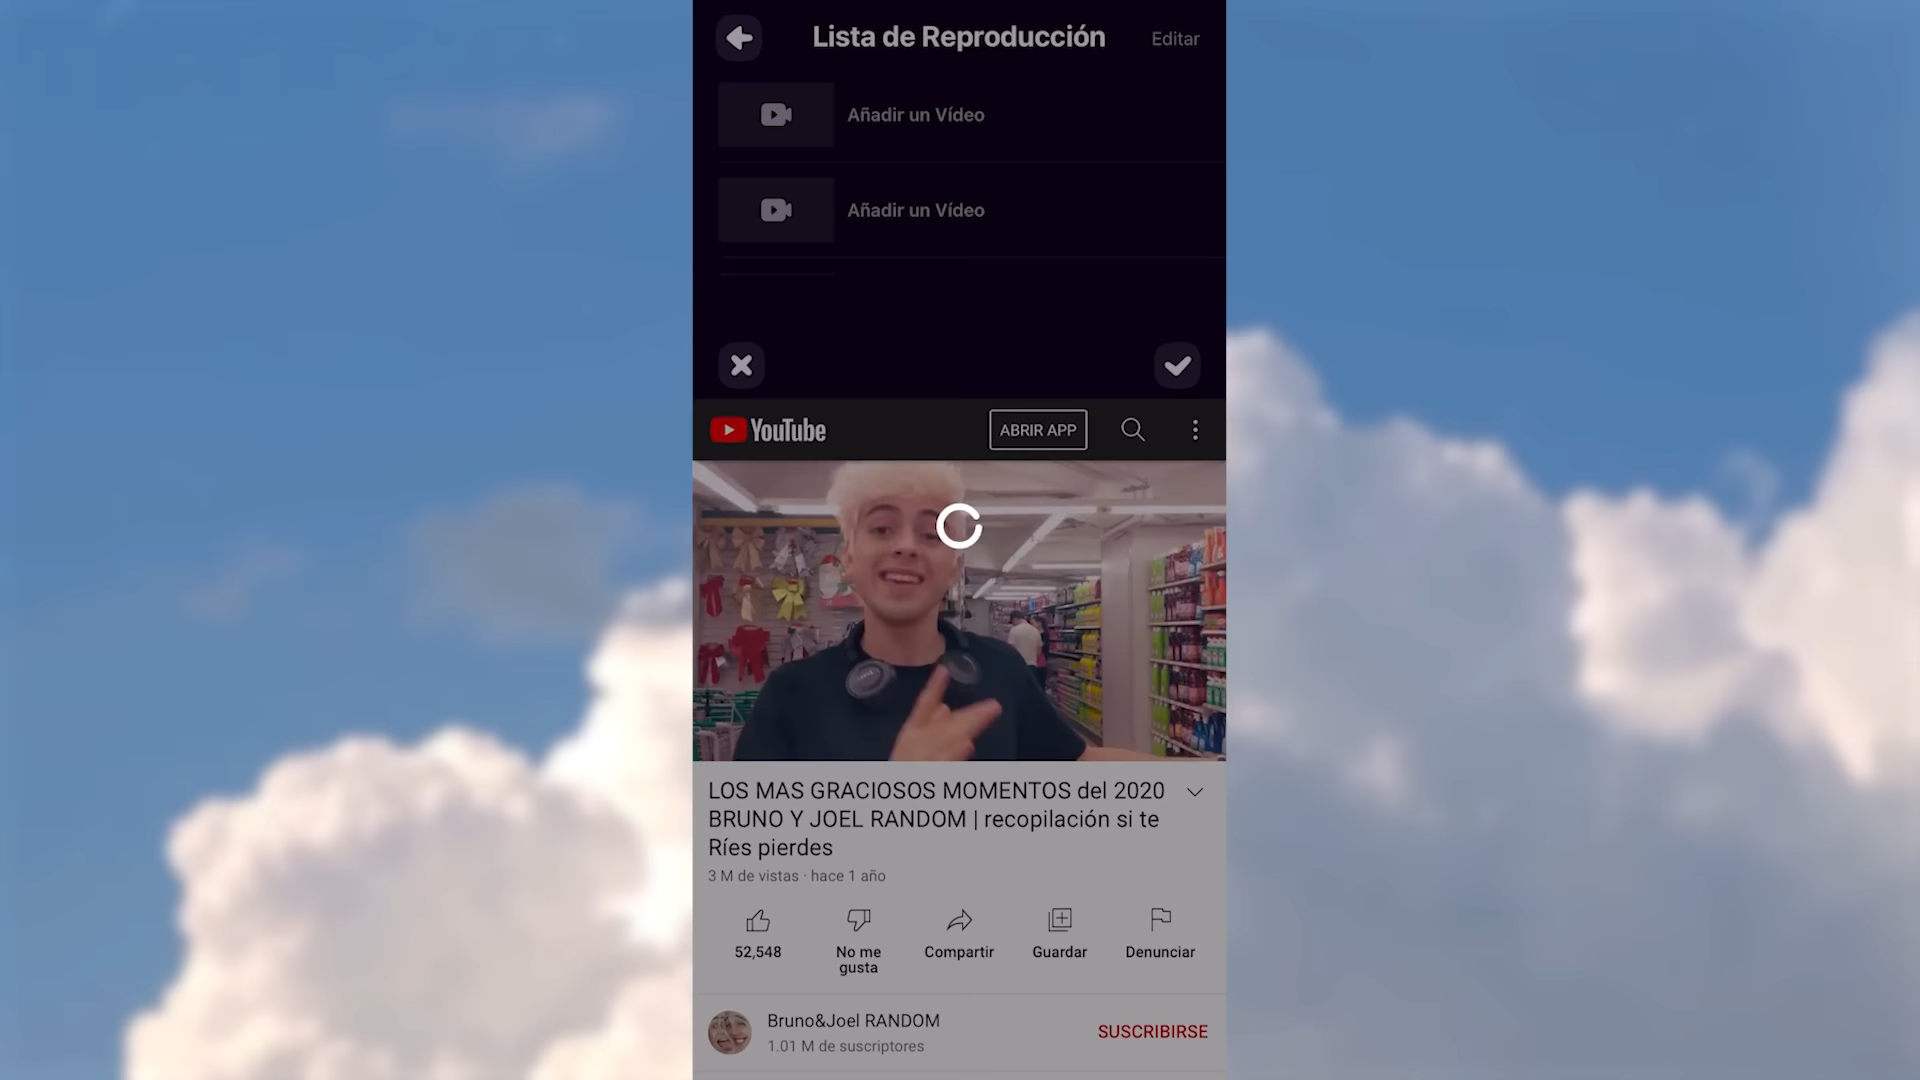 Lista de Reproducción
Editar
Añadir un Vídeo
Añadir un Vídeo
YouTube
ABRIR APP
LOS MAS GRACIOSOS MOMENTOS del 2020
BRUNO Y JOEL RANDOM | recopilación si te
Ríes pierdes
3 M de vistas · hace 1 año
52,548
No me
gusta
Compartir
Guardar
Denunciar
Bruno&Joel RANDOM
1.01 M de suscriptores
SUSCRIBIRSE